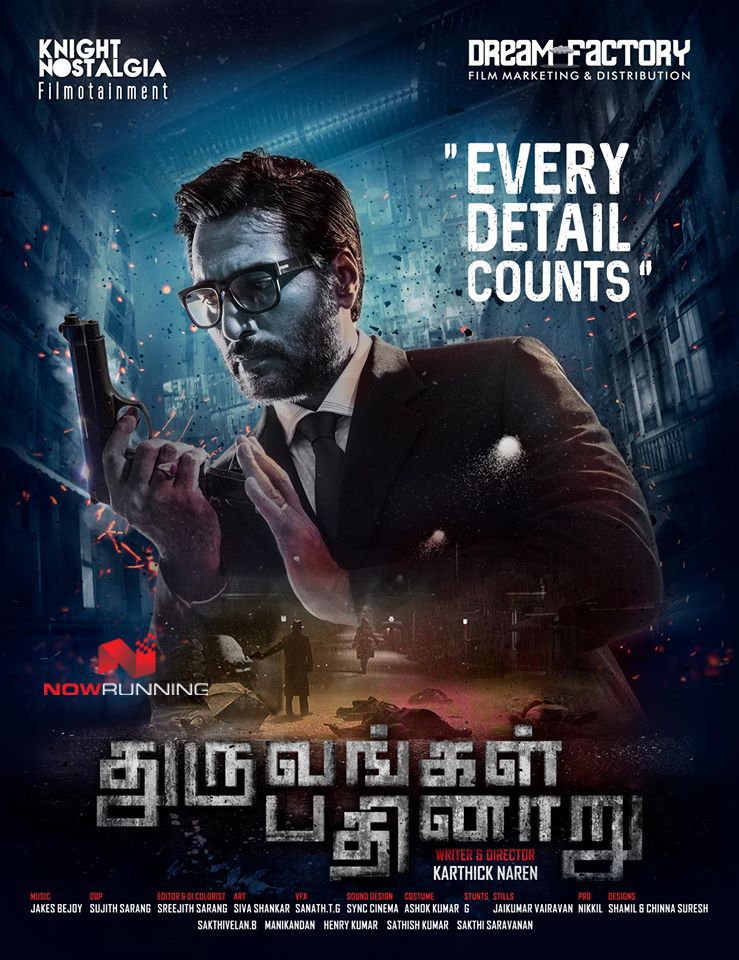 KNIGHT
NOSTALGIA
Filmotainment
DREAM FACTORY
FILM MARKETING & DISTRIBUTION
"EVERY
DETAIL
COUNTS"
NOWRUNNING
துருவங்கள்
பதினாறு
WRITER & DIRECTOR
KARTHICK NAREN
MUSIC DOP EDITOR & DI COLORIST ART VFX SOUND DESIGN COSTUME STUNTS STILLS PRO DESIGNS
JAKES BEJOY SUJITH SARANG SREEJITH SARANG SIVA SHANKAR SANATH.T.G SYNC CINEMA ASHOK KUMAR G JAIKUMAR VAIRAVAN NIKKIL SHAMIL & CHINNA SURESH
SAKTHIVELAN.B MANIKANDAN HENRY KUMAR SATHISH KUMAR SAKTHI SARAVANAN